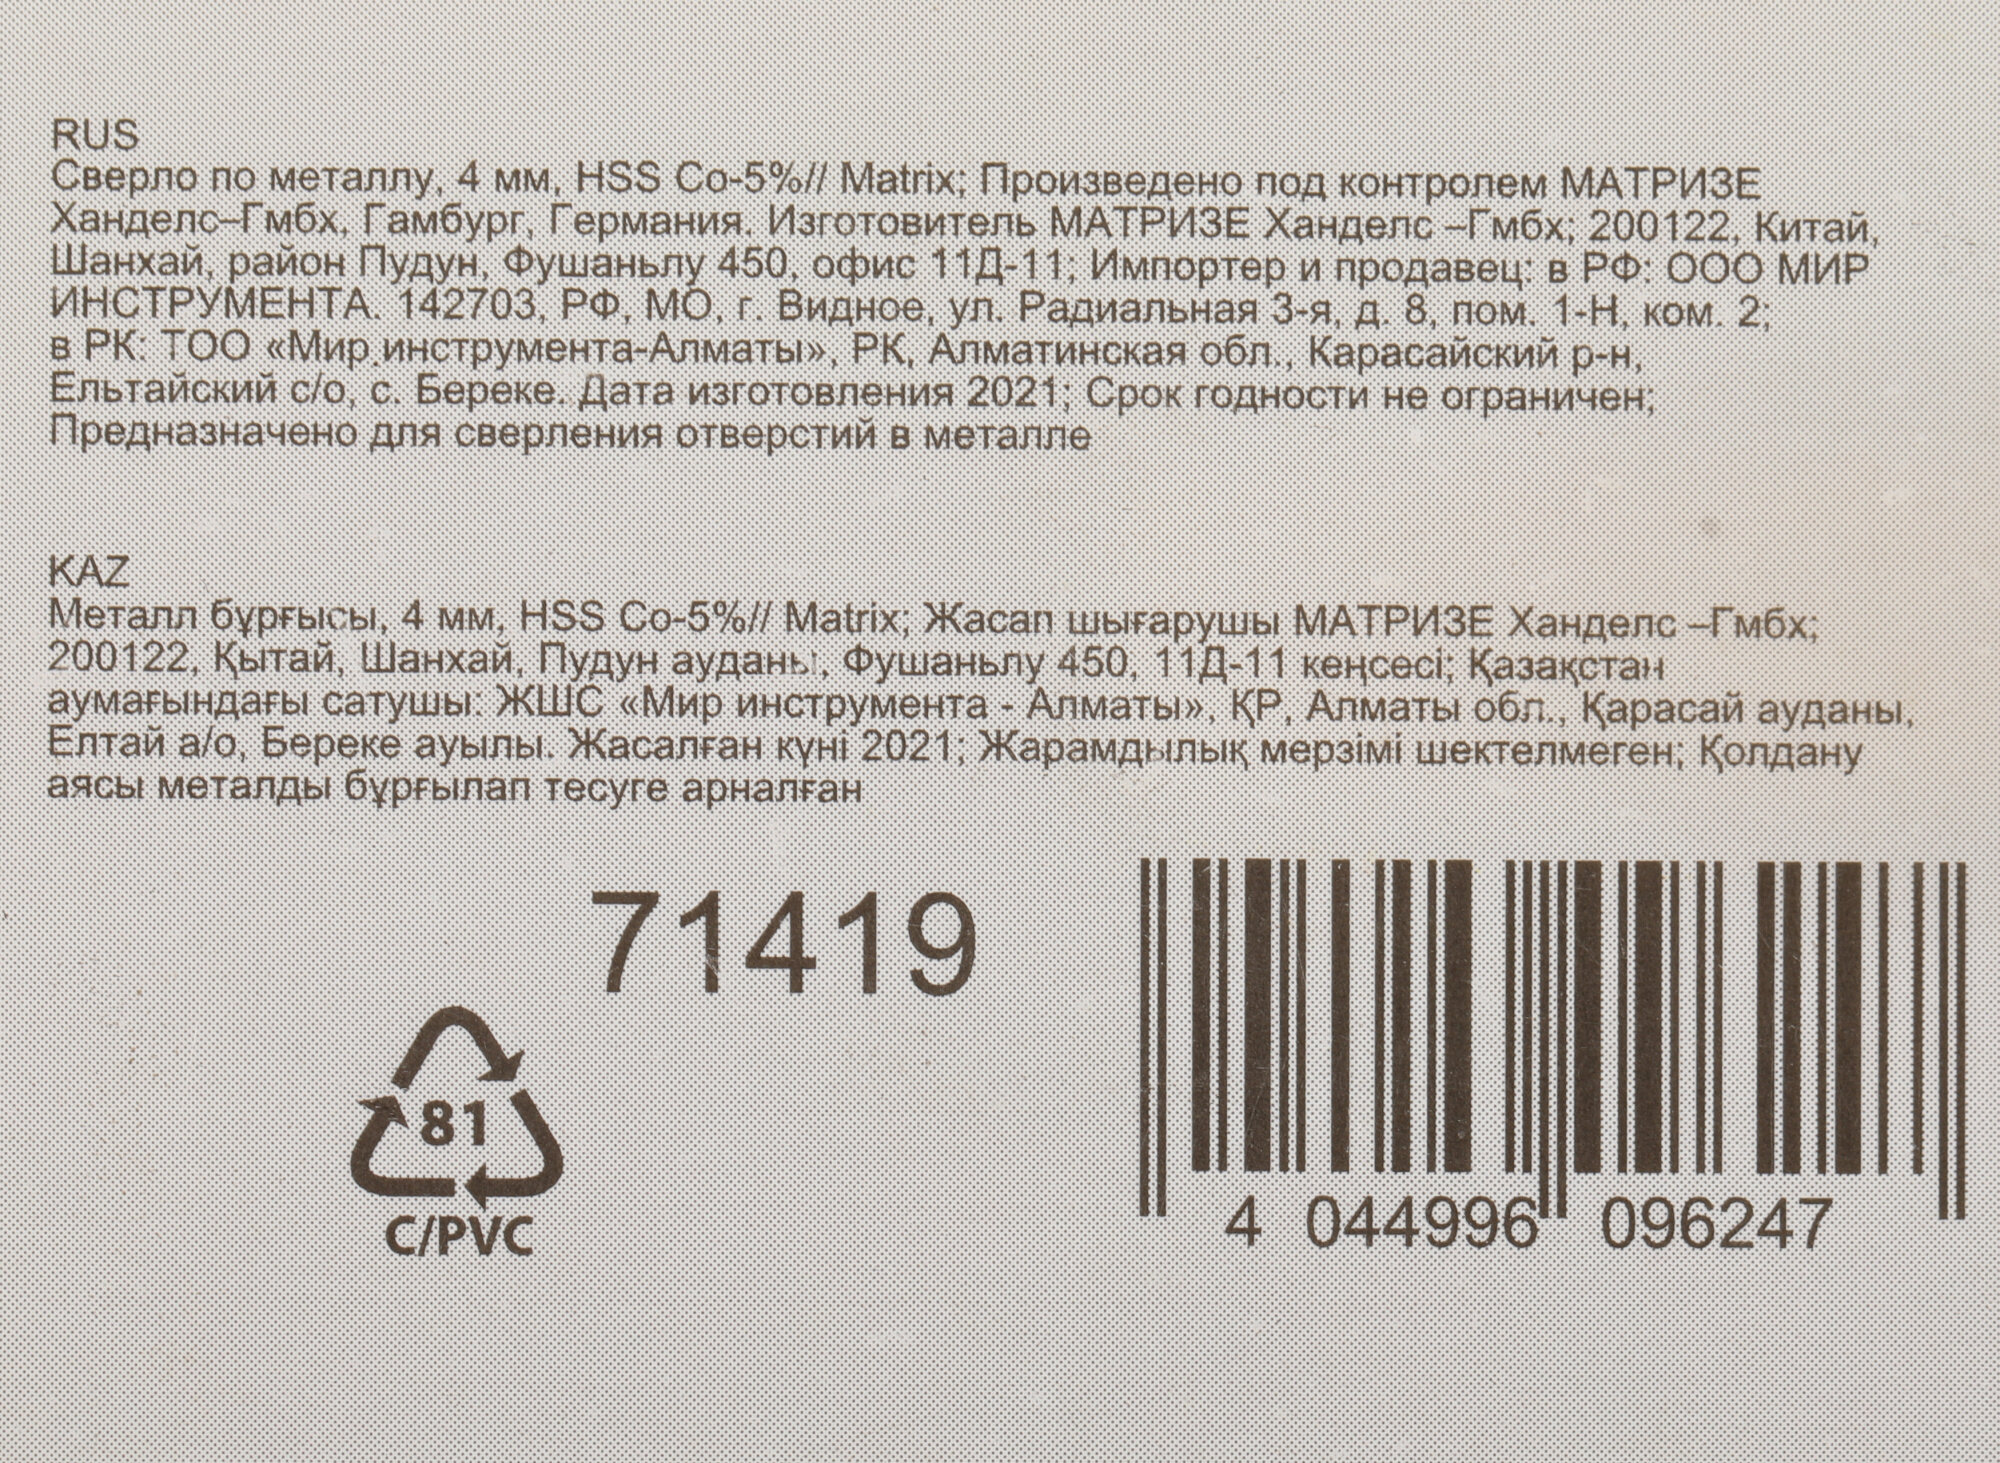 RUS
Сверло по металлу, 4 мм, HSS Co-5%// Matrix; Произведено под контролем МАТРИЗЕ
Ханделс–Гмбх, Гамбург, Германия. Изготовитель МАТРИЗЕ Ханделс –Гмбх; 200122, Китай,
Шанхай, район Пудун, Фушаньлу 450, офис 11Д-11; Импортер и продавец: в РФ: ООО МИР
ИНСТРУМЕНТА. 142703, РФ, МО, г. Видное, ул. Радиальная 3-я, д. 8, пом. 1-Н, ком. 2;
в РК: ТОО «Мир инструмента-Алматы», РК, Алматинская обл., Карасайский р-н,
Ельтайский с/о, с. Береке. Дата изготовления 2021; Срок годности не ограничен;
Предназначено для сверления отверстий в металле
KAZ
Металл бұрғысы, 4 мм, HSS Co-5%// Matrix; Жасап шығарушы МАТРИЗЕ Ханделс –Гмбх;
200122, Қытай, Шанхай, Пудун ауданы, Фушаньлу 450, 11Д-11 кеңсесі; Қазақстан
аумағындағы сатушы: ЖШС «Мир инструмента - Алматы», ҚР, Алматы обл., Қарасай ауданы,
Елтай а/о, Береке ауылы. Жасалған күні 2021; Жарамдылық мерзімі шектелмеген; Қолдану
аясы металды бұрғылап тесуге арналған
71419
81
C/PVC
4 044996 096247